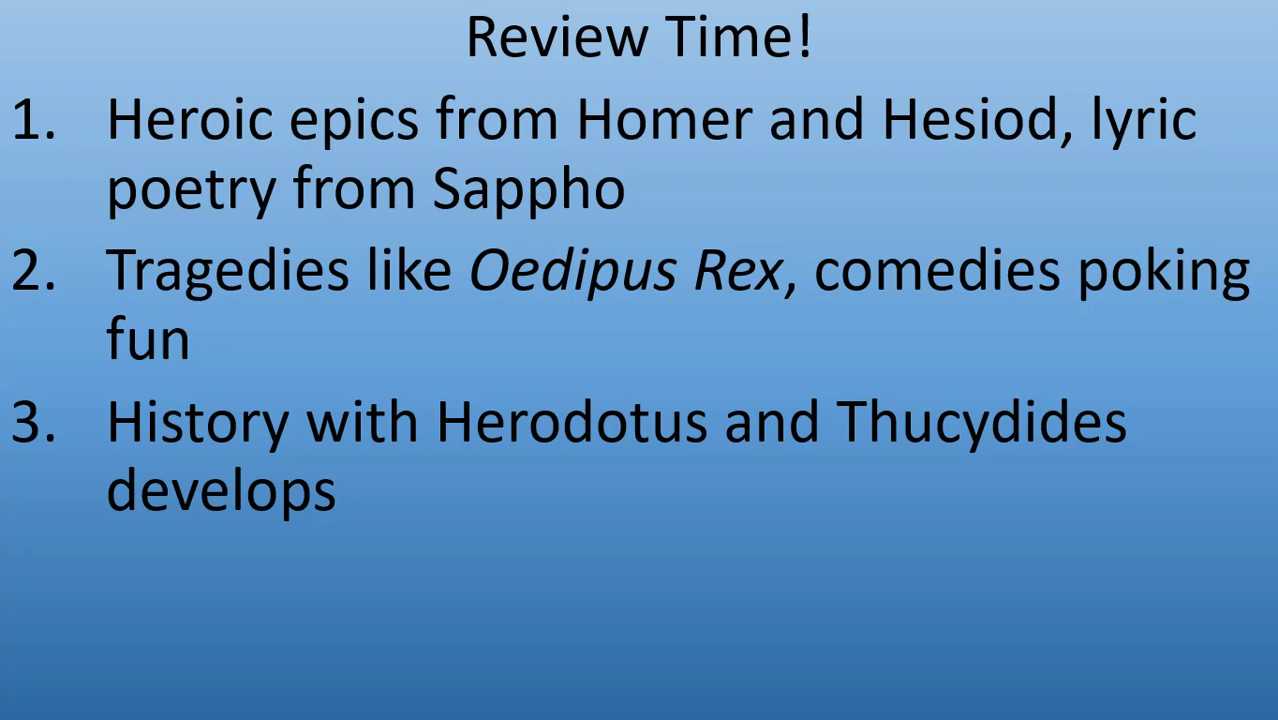 Review Time!
1. Heroic epics from Homer and Hesiod, lyric
poetry from Sappho
2. Tragedies like Oedipus Rex, comedies poking
fun
3. History with Herodotus and Thucydides
develops